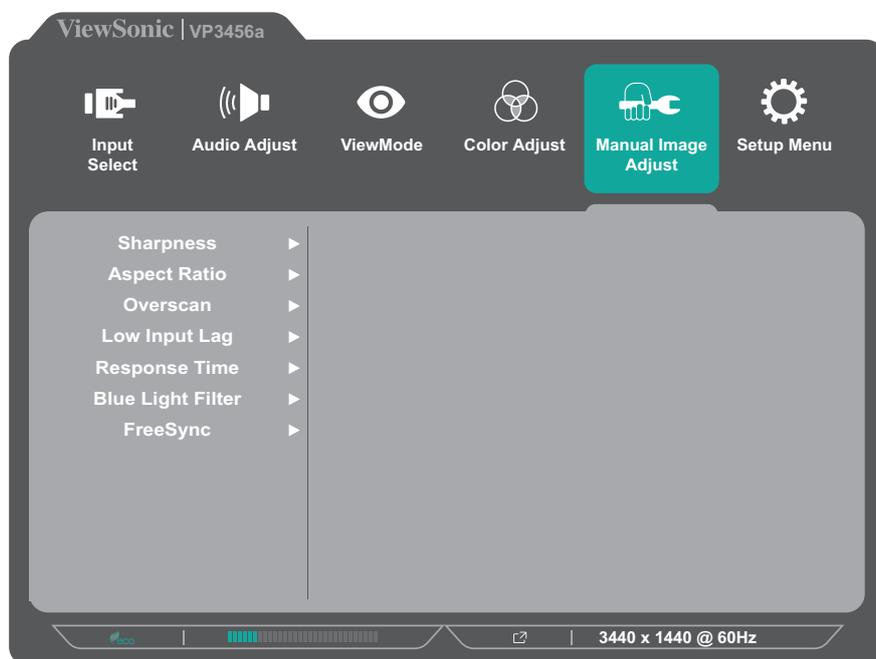 ViewSonic | VP3456a
Input Select
Audio Adjust
ViewMode
Color Adjust
Manual Image Adjust
Setup Menu
Sharpness
Aspect Ratio
Overscan
Low Input Lag
Response Time
Blue Light Filter
FreeSync
eco
3440 x 1440 @ 60Hz